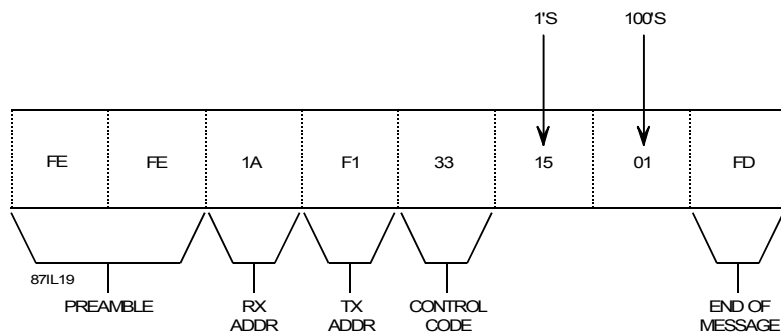 1'S 100'S
FE FE 1A F1 33 15 01 FD
87IL19
PREAMBLE RX ADDR TX ADDR CONTROL CODE END OF MESSAGE